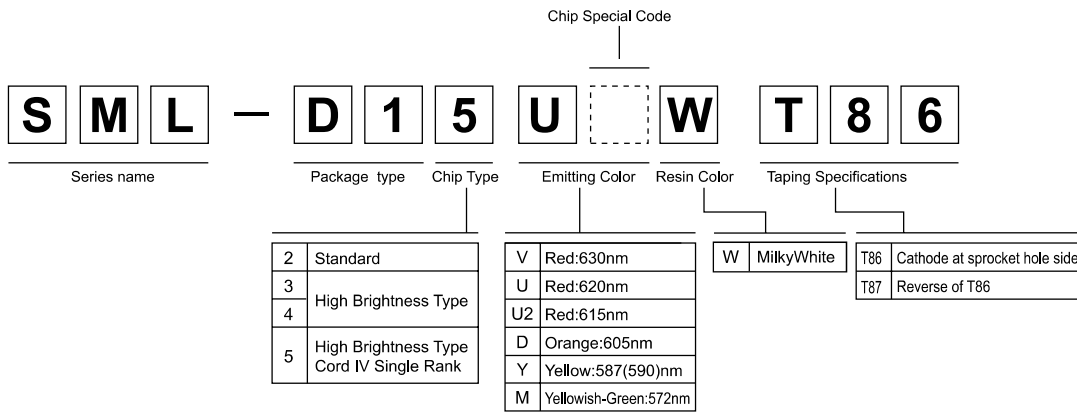 Chip Special Code
S M L — D 1 5 U W T 8 6
Series name Package type Chip Type Emitting Color Resin Color Taping Specifications
2 Standard
3
4 High Brightness Type
5 High Brightness Type
Cord IV Single Rank
V Red:630nm
U Red:620nm
U2 Red:615nm
D Orange:605nm
Y Yellow:587(590)nm
M Yellowish-Green:572nm
W MilkyWhite
T86 Cathode at sprocket hole side
T87 Reverse of T86